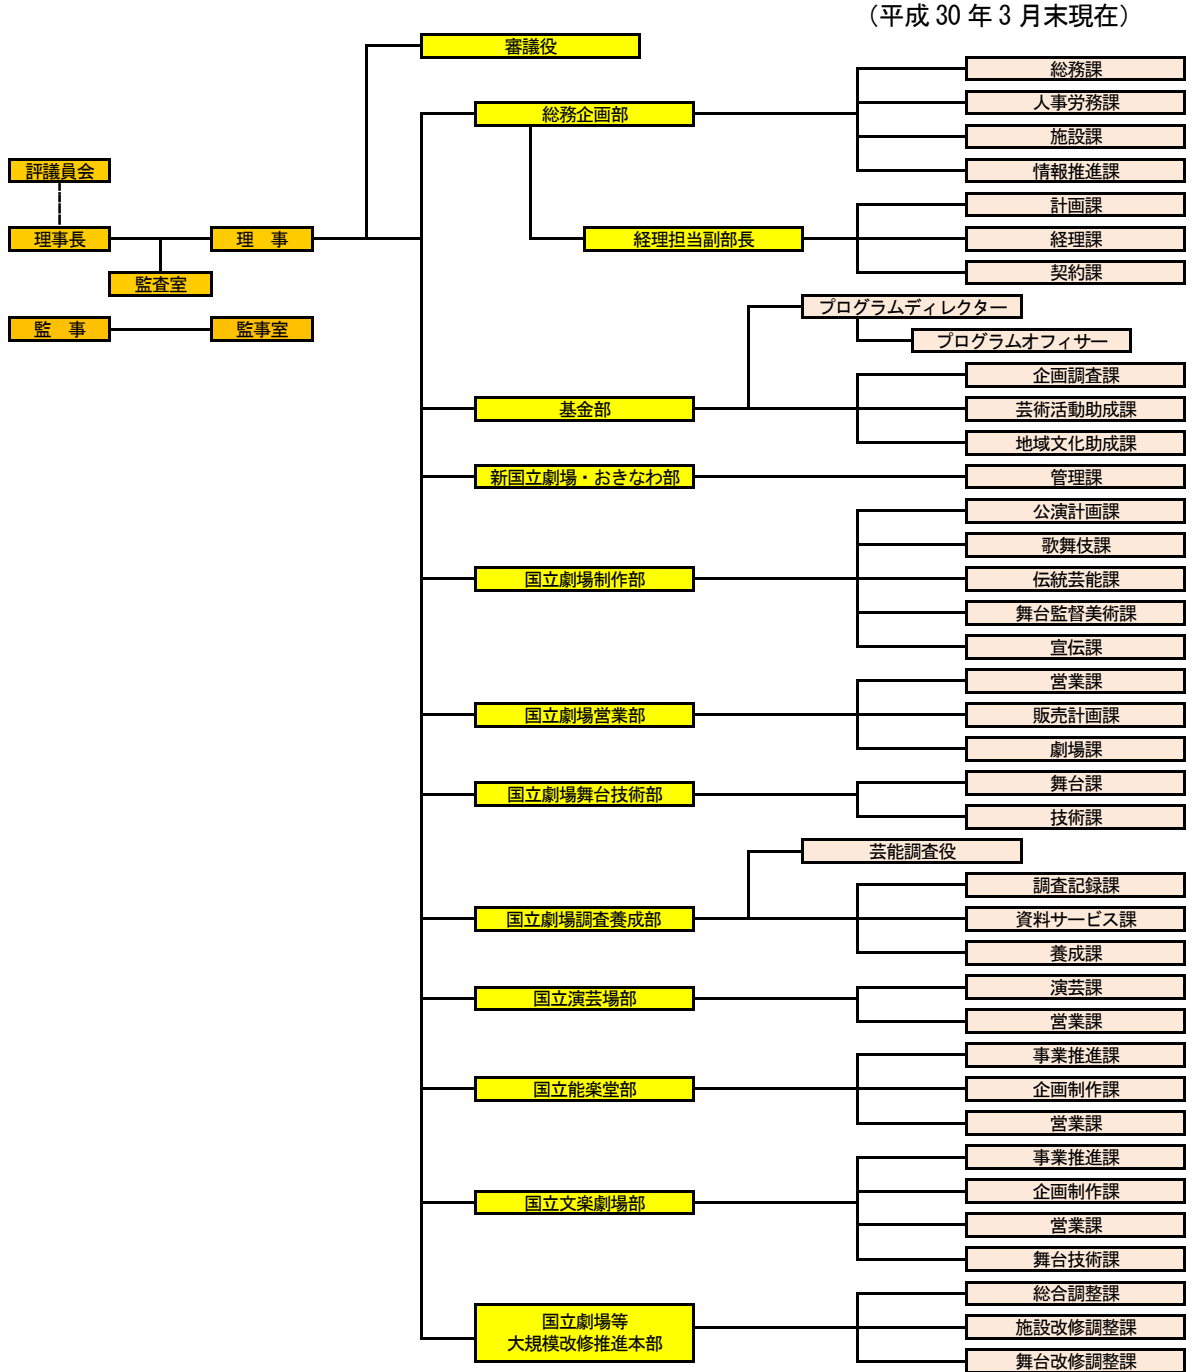 （平成 30 年 3 月末現在）
審議役
総務課
総務企画部
人事労務課
施設課
評議員会
情報推進課
計画課
理事長
理　事
経理担当副部長
経理課
監査室
契約課
プログラムディレクター
監　事
監事室
プログラムオフィサー
企画調査課
基金部
芸術活動助成課
地域文化助成課
新国立劇場・おきなわ部
管理課
公演計画課
歌舞伎課
国立劇場制作部
伝統芸能課
舞台監督美術課
宣伝課
営業課
国立劇場営業部
販売計画課
劇場課
舞台課
国立劇場舞台技術部
技術課
芸能調査役
調査記録課
国立劇場調査養成部
資料サービス課
養成課
演芸課
国立演芸場部
営業課
事業推進課
国立能楽堂部
企画制作課
営業課
事業推進課
企画制作課
国立文楽劇場部
営業課
舞台技術課
総合調整課
国立劇場等
大規模改修推進本部
施設改修調整課
舞台改修調整課